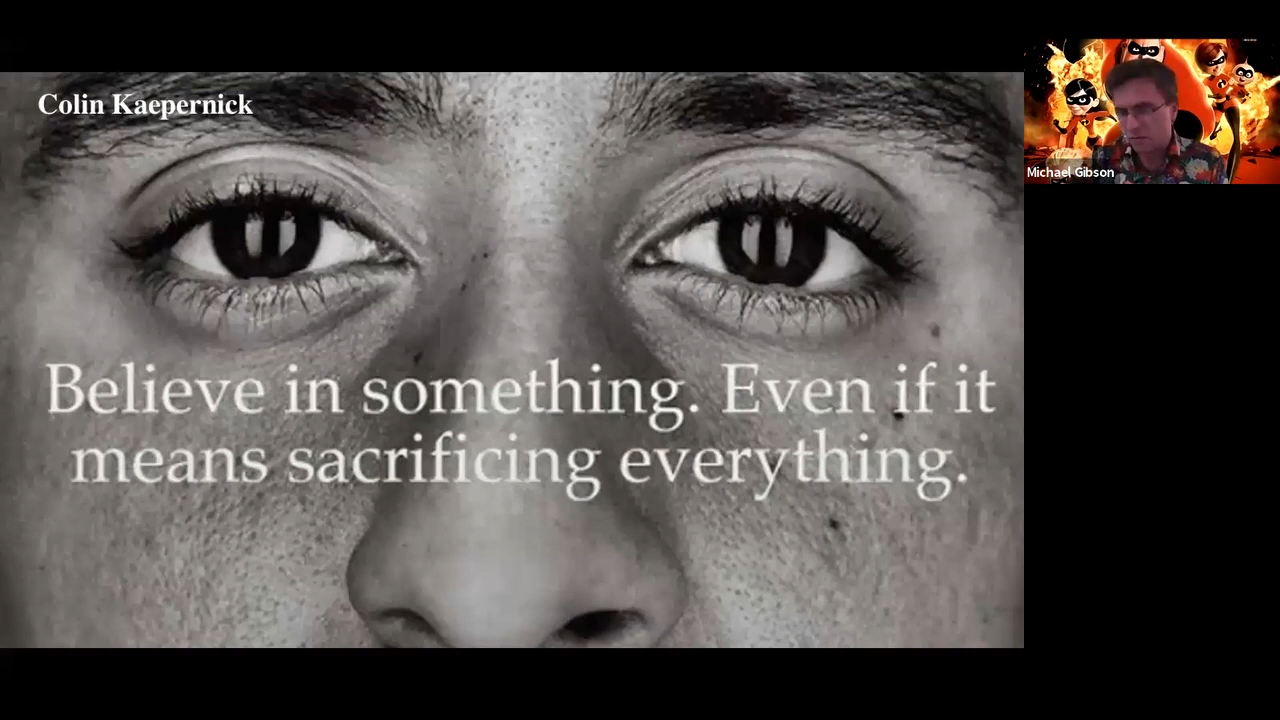 Colin Kaepernick
Believe in something. Even if it
means sacrificing everything.
Michael Gibson